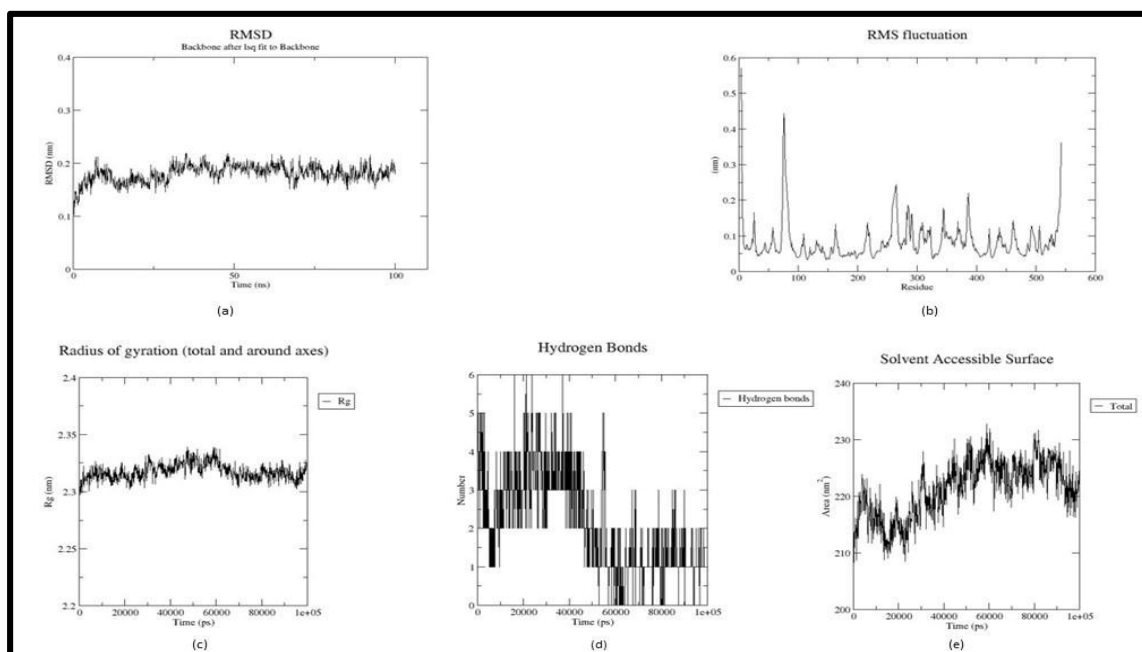 RMSD
Backbone after lsq fit to Backbone
0.4
0.3
0.2
0.1
0
RMSD (nm)
0
50
100
Time (ns)
(a)
RMS fluctuation
0.6
0.5
0.4
0.3
0.2
0.1
0
(nm)
0
100
200
300
400
500
600
Residue
(b)
Radius of gyration (total and around axes)
2.4
2.35
2.3
2.25
2.2
Rg (nm)
0
20000
40000
60000
80000
1e+05
Time (ps)
Rg
(c)
Hydrogen Bonds
6
5
4
3
2
1
0
Number
0
20000
40000
60000
80000
1e+05
Time (ps)
Hydrogen bonds
(d)
Solvent Accessible Surface
240
230
220
210
200
Area (nm²)
0
20000
40000
60000
80000
1e+05
Time (ps)
Total
(e)